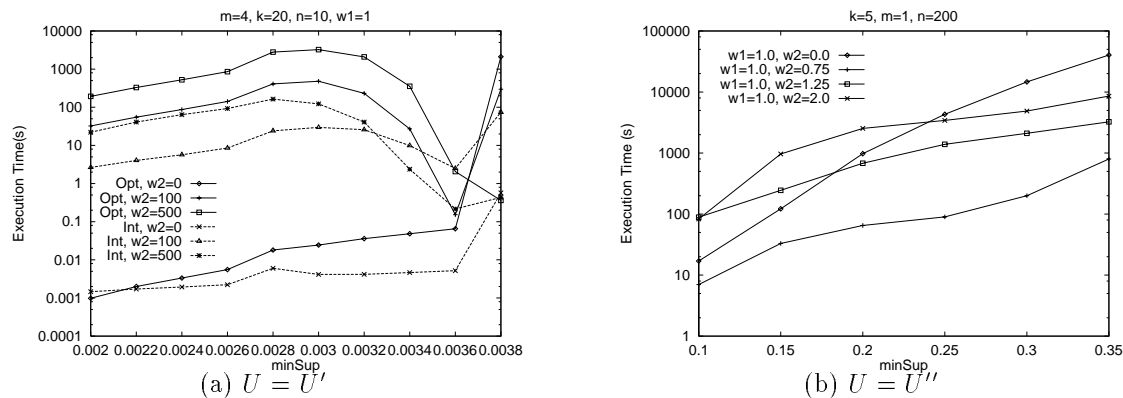 m=4, k=20, n=10, w1=1
Execution Time(s)
10000
1000
100
10
1
0.1
0.01
0.001
0.0001
Opt, w2=0
Opt, w2=100
Opt, w2=500
Int, w2=0
Int, w2=100
Int, w2=500
0.002 0.0022 0.0024 0.0026 0.0028 0.003 0.0032 0.0034 0.0036 0.0038
minSup
(a) U = U′
k=5, m=1, n=200
Execution Time (s)
100000
10000
1000
100
10
1
w1=1.0, w2=0.0
w1=1.0, w2=0.75
w1=1.0, w2=1.25
w1=1.0, w2=2.0
0.1 0.15 0.2 0.25 0.3 0.35
minSup
(b) U = U″